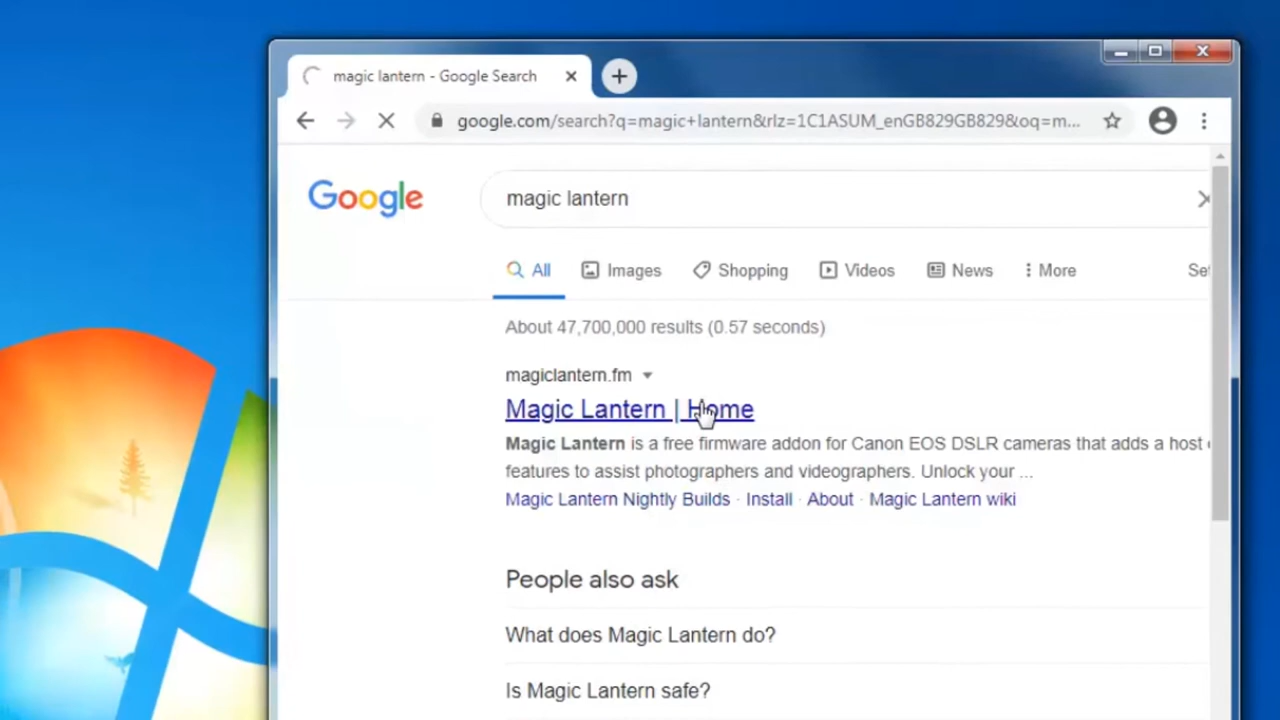 magic lantern - Google Search
google.com/search?q=magic+lantern&rlz=1C1ASUM_enGB829GB829&oq=m...
Google
magic lantern
All Images Shopping Videos News More
About 47,700,000 results (0.57 seconds)
magiclantern.fm
Magic Lantern | Home
Magic Lantern is a free firmware addon for Canon EOS DSLR cameras that adds a host
features to assist photographers and videographers. Unlock your ...
Magic Lantern Nightly Builds · Install · About · Magic Lantern wiki
People also ask
What does Magic Lantern do?
Is Magic Lantern safe?